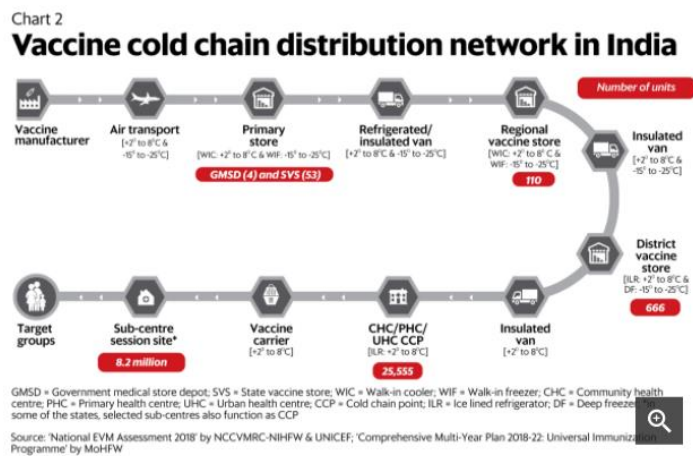 Chart 2
Vaccine cold chain distribution network in India
Number of units
Vaccine
manufacturer
Air transport
[+2° to 8°C &
-15° to -25°C]
Primary
store
[WIC: +2° to 8°C & WIF: -15° to -25°C]
GMSD (4) and SVS (53)
Refrigerated/
insulated van
[+2° to 8°C & -15° to -25°C]
Regional
vaccine store
[WIC: +2° to 8° C &
WIF: -15° to -25°C]
110
Insulated
van
[+2° to 8°C &
-15° to -25°C]
District
vaccine
store
[ILR: +2° to 8°C &
DF: -15° to -25°C]
666
Insulated
van
[+2° to 8°C]
CHC/PHC/
UHC CCP
[ILR: +2° to 8°C]
25,555
Vaccine
carrier
[+2° to 8°C]
Sub-centre
session site*
8.2 million
Target
groups
GMSD = Government medical store depot; SVS = State vaccine store; WIC = Walk-in cooler; WIF = Walk-in freezer; CHC = Community health
centre; PHC = Primary health centre; UHC = Urban health centre; CCP = Cold chain point; ILR = Ice lined refrigerator; DF = Deep freezer; *in
some of the states, selected sub-centres also function as CCP
Source: 'National EVM Assessment 2018' by NCCVMRC-NIHFW & UNICEF; 'Comprehensive Multi-Year Plan 2018-22: Universal Immunization
Programme' by MoHFW